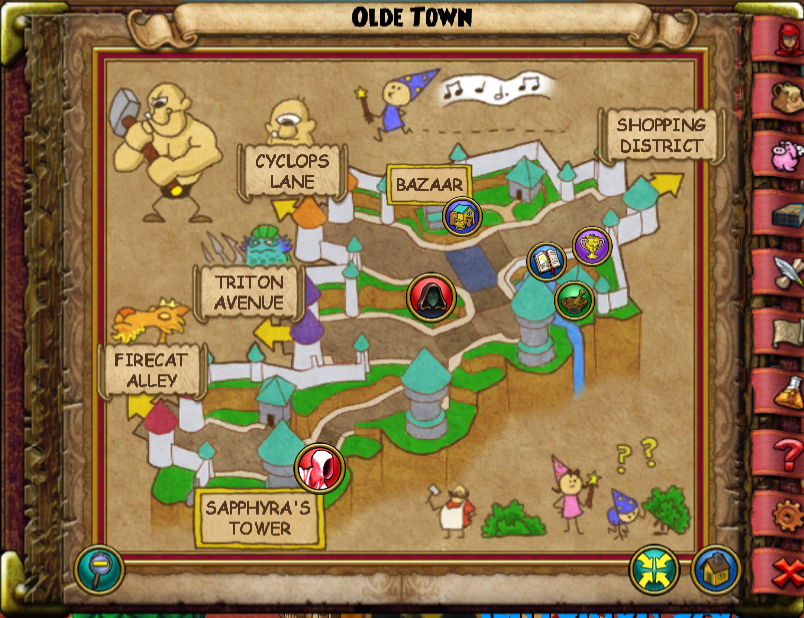 OLDE TOWN
SHOPPING
DISTRICT
CYCLOPS
LANE
BAZAAR
TRITON
AVENUE
FIRECAT
ALLEY
? ?
SAPPHYRA'S
TOWER
?